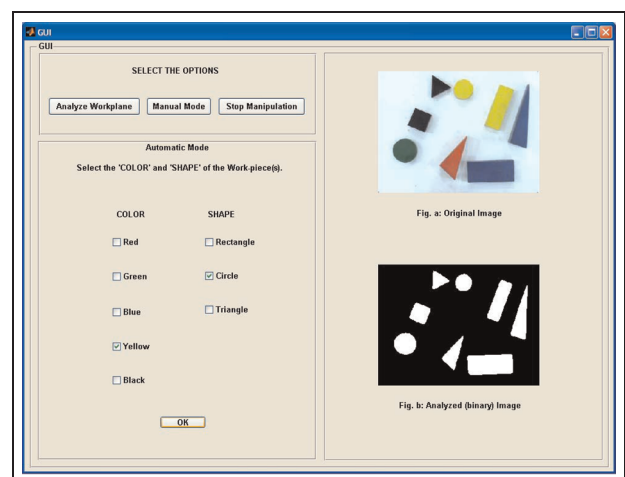 GUI
GUI
SELECT THE OPTIONS
Analyze Workplane Manual Mode Stop Manipulation
Automatic Mode
Select the 'COLOR' and 'SHAPE' of the Work-piece(s).
COLOR SHAPE
Red Rectangle
Green Circle
Blue Triangle
Yellow
Black
OK
Fig. a: Original Image
Fig. b: Analyzed (binary) Image